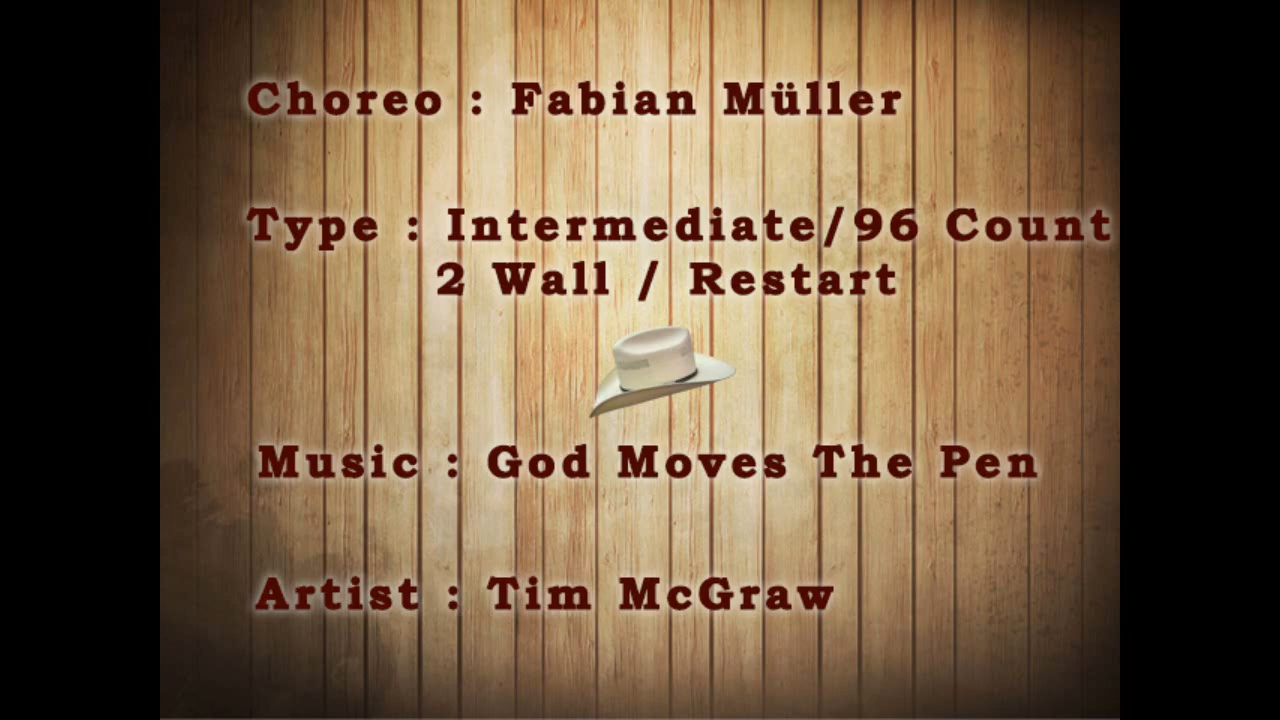 Choreo : Fabian Müller
Type : Intermediate/96 Count
2 Wall / Restart
Music : God Moves The Pen
Artist : Tim McGraw